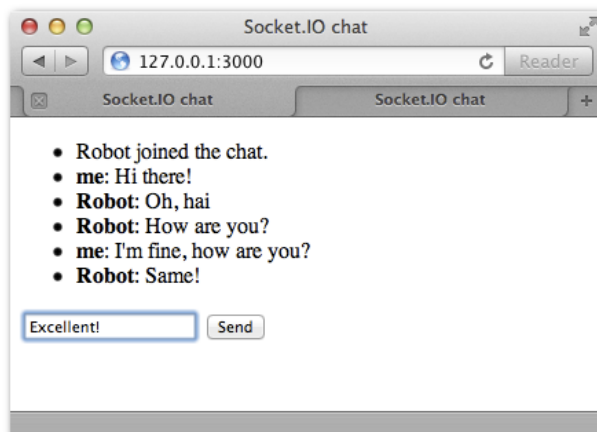 Socket.IO chat
127.0.0.1:3000
Reader
Socket.IO chat
Socket.IO chat
Robot joined the chat.
me: Hi there!
Robot: Oh, hai
Robot: How are you?
me: I'm fine, how are you?
Robot: Same!
Excellent!
Send